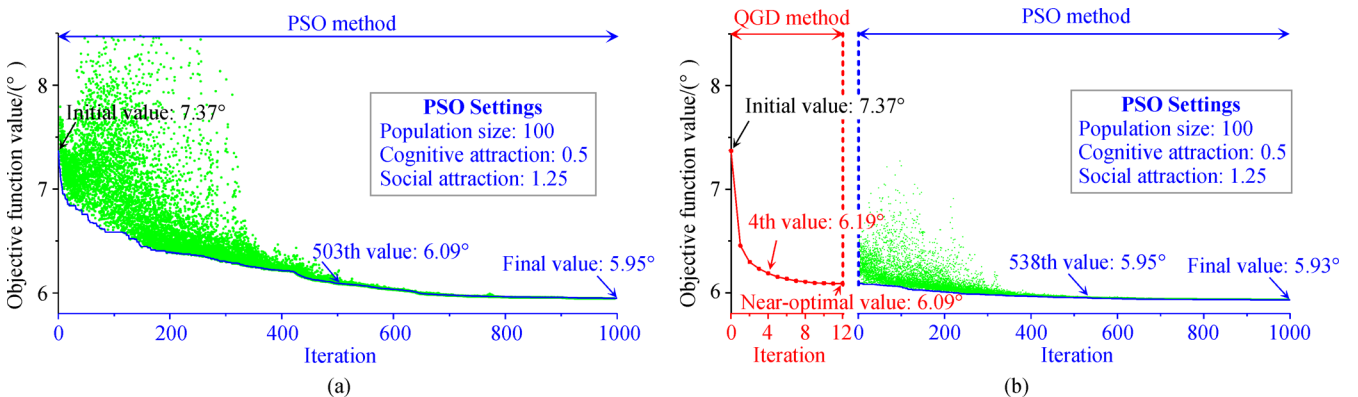 PSO method
Objective function value/(°)
8
7
6
Initial value: 7.37°
PSO Settings
Population size: 100
Cognitive attraction: 0.5
Social attraction: 1.25
503th value: 6.09°
Final value: 5.95°
0
200
400
600
800
1000
Iteration
(a)
QGD method
PSO method
Objective function value/(°)
8
7
6
Initial value: 7.37°
PSO Settings
Population size: 100
Cognitive attraction: 0.5
Social attraction: 1.25
4th value: 6.19°
538th value: 5.95°
Final value: 5.93°
Near-optimal value: 6.09°
0
4
8
12
Iteration
0
200
400
600
800
1000
Iteration
(b)